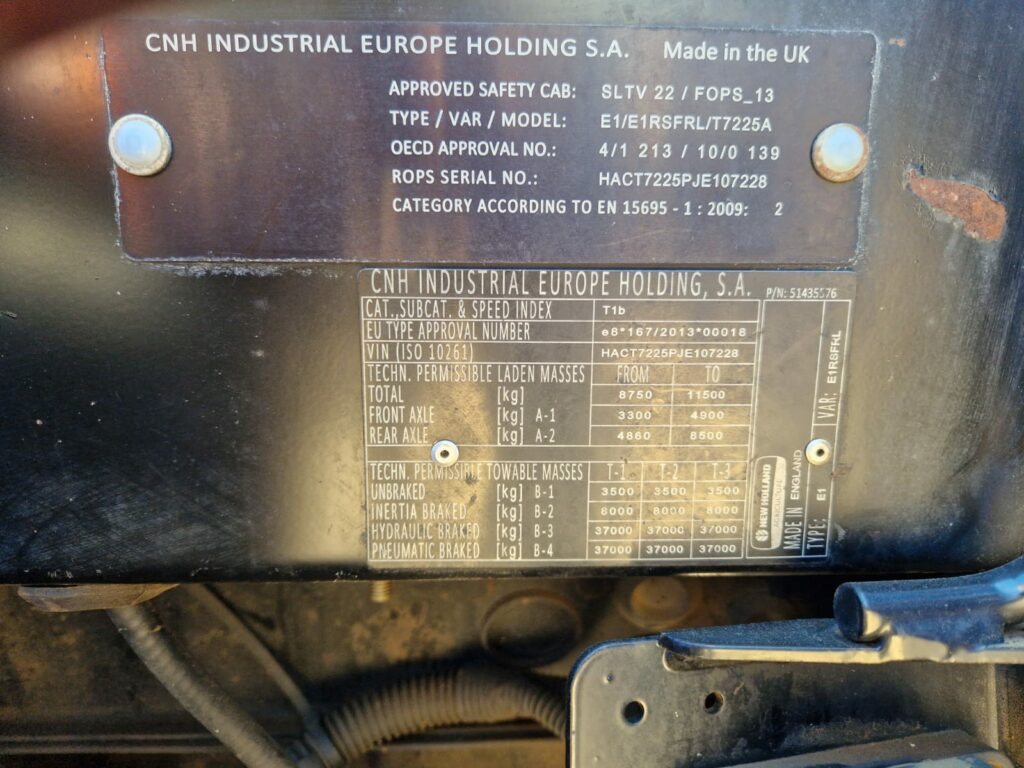 CNH INDUSTRIAL EUROPE HOLDING S.A. Made in the UK
APPROVED SAFETY CAB: SLTV 22 / FOPS_13
TYPE / VAR / MODEL: E1/E1RSFRL/T7225A
OECD APPROVAL NO.: 4/1 213 / 10/0 139
ROPS SERIAL NO.: HACT7225PJE107228
CATEGORY ACCORDING TO EN 15695 - 1 : 2009: 2
CNH INDUSTRIAL EUROPE HOLDING, S.A. P/N:
CAT.,SUBCAT. & SPEED INDEX T1b
EU TYPE APPROVAL NUMBER e8*167/2013*00018
VIN (ISO 10261) HACT7225PJE107228
TECHN. PERMISSIBLE LADEN MASSES FROM TO
TOTAL [kg] 8750 11500
FRONT AXLE [kg] A-1 3300 4900
REAR AXLE [kg] A-2 4860 8500
TECHN. PERMISSIBLE TOWABLE MASSES T-1 T-2 T-3
UNBRAKED [kg] B-1 3500 3500 3500
INERTIA BRAKED [kg] B-2 8000 8000 8000
HYDRAULIC BRAKED [kg] B-3 37000 37000 37000
PNEUMATIC BRAKED [kg] B-4 37000 37000 37000
NEW HOLLAND
AGRICULTURE
MADE IN ENGLAND
TYPE: E1 VAR: E1RSFRL